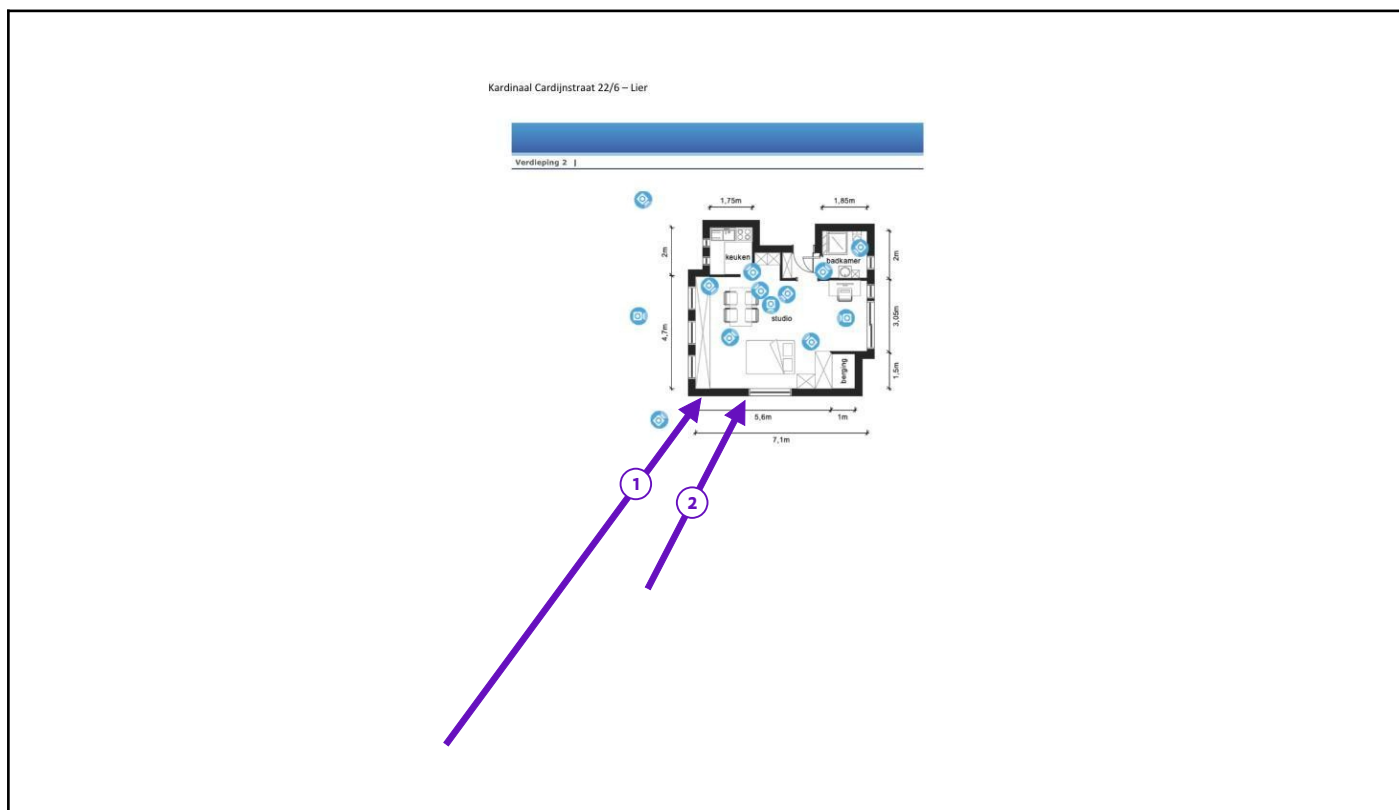 Kardinaal Cardijnstraat 22/6 – Lier
Verdieping 2 |
1,75m
1,85m
2m
keuken
badkamer
2m
studio
4,7m
3,05m
berging
1,5m
5,6m
1m
7,1m
1
2